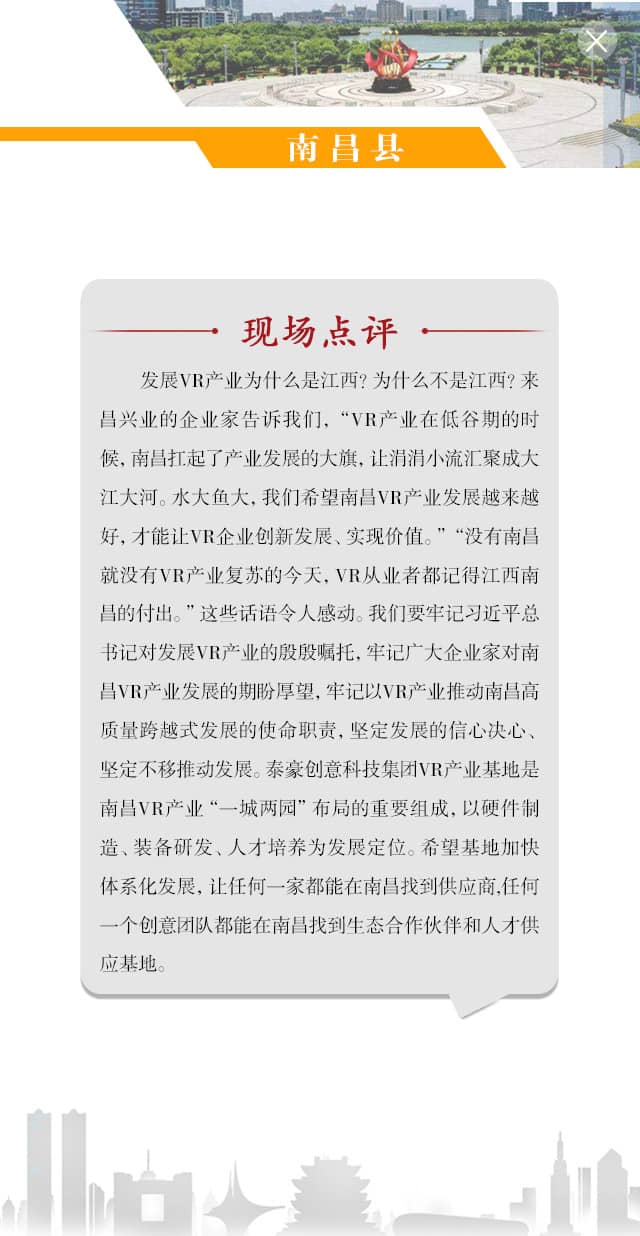 南昌县
现场点评
发展VR产业为什么是江西？为什么不是江西？来
昌兴业的企业家告诉我们，“VR产业在低谷期的时
候，南昌扛起了产业发展的大旗，让涓涓小流汇聚成大
江大河。水大鱼大，我们希望南昌VR产业发展越来越
好，才能让VR企业创新发展、实现价值。”“没有南昌
就没有VR产业复苏的今天，VR从业者都记得江西南
昌的付出。”这些话语令人感动。我们要牢记习近平总
书记对发展VR产业的殷殷嘱托，牢记广大企业家对南
昌VR产业发展的期盼厚望，牢记以VR产业推动南昌高
质量跨越式发展的使命职责，坚定发展的信心决心、
坚定不移推动发展。泰豪创意科技集团VR产业基地是
南昌VR产业“一城两园”布局的重要组成，以硬件制
造、装备研发、人才培养为发展定位。希望基地加快
体系化发展，让任何一家都能在南昌找到供应商,任何
一个创意团队都能在南昌找到生态合作伙伴和人才供
应基地。